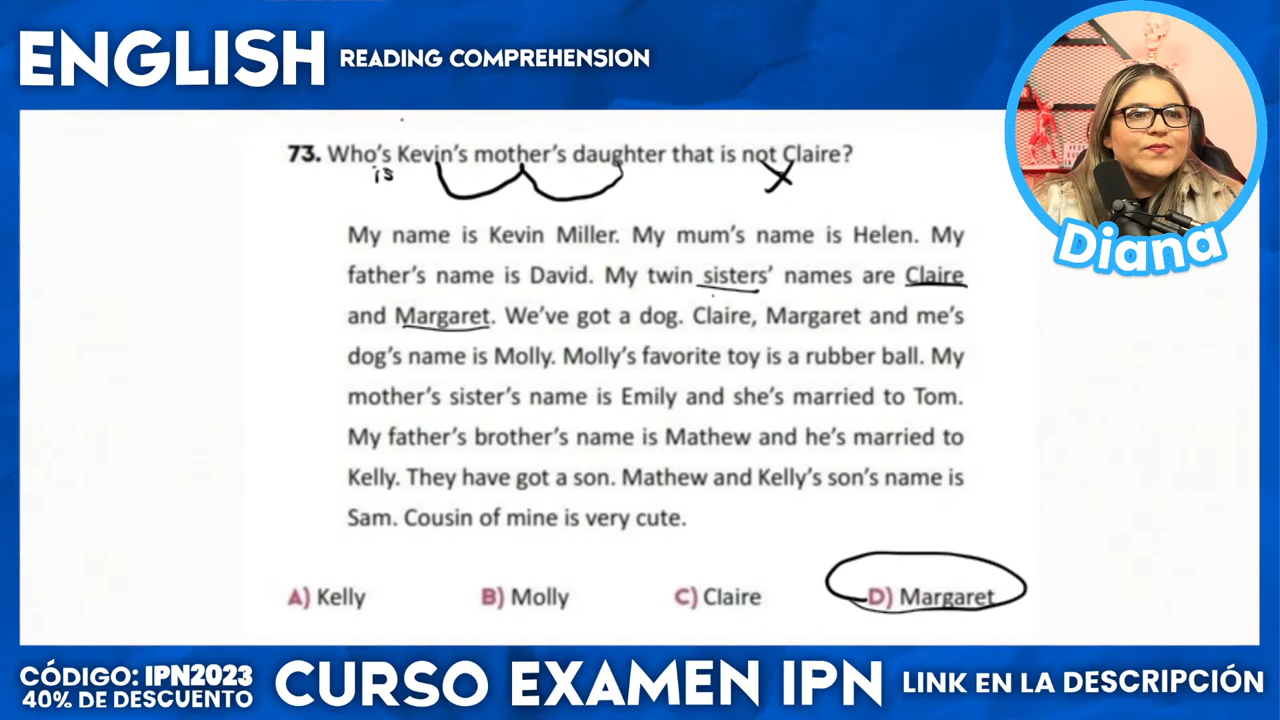 ENGLISH READING COMPREHENSION
Diana
73. Who's Kevin's mother's daughter that is not Claire?
is
My name is Kevin Miller. My mum's name is Helen. My
father's name is David. My twin sisters' names are Claire
and Margaret. We've got a dog. Claire, Margaret and me's
dog's name is Molly. Molly's favorite toy is a rubber ball. My
mother's sister's name is Emily and she's married to Tom.
My father's brother's name is Mathew and he's married to
Kelly. They have got a son. Mathew and Kelly's son's name is
Sam. Cousin of mine is very cute.
A) Kelly B) Molly C) Claire D) Margaret
CÓDIGO: IPN2023
40% DE DESCUENTO
CURSO EXAMEN IPN
LINK EN LA DESCRIPCIÓN